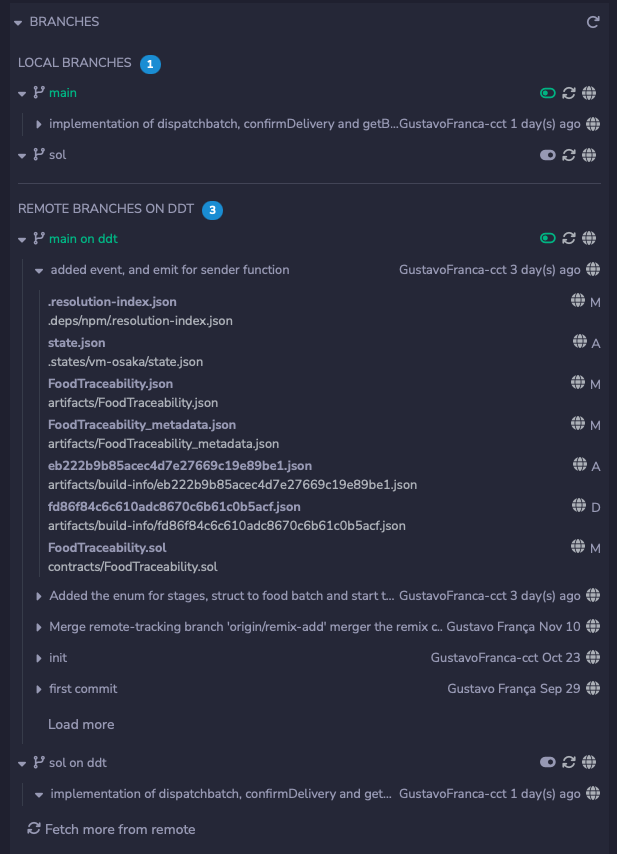 BRANCHES
LOCAL BRANCHES 1
main
implementation of dispatchbatch, confirmDelivery and getB...GustavoFranca-cct 1 day(s) ago
sol
REMOTE BRANCHES ON DDT 3
main on ddt
added event, and emit for sender function GustavoFranca-cct 3 day(s) ago
.resolution-index.json M
.deps/npm/.resolution-index.json
state.json A
.states/vm-osaka/state.json
FoodTraceability.json M
artifacts/FoodTraceability.json
FoodTraceability_metadata.json M
artifacts/FoodTraceability_metadata.json
eb222b9b85acec4d7e27669c19e89be1.json A
artifacts/build-info/eb222b9b85acec4d7e27669c19e89be1.json
fd86f84c6c610adc8670c6b61c0b5acf.json D
artifacts/build-info/fd86f84c6c610adc8670c6b61c0b5acf.json
FoodTraceability.sol M
contracts/FoodTraceability.sol
Added the enum for stages, struct to food batch and start t... GustavoFranca-cct 3 day(s) ago
Merge remote-tracking branch 'origin/remix-add' merger the remix c.. Gustavo França Nov 10
init GustavoFranca-cct Oct 23
first commit Gustavo França Sep 29
Load more
sol on ddt
implementation of dispatchbatch, confirmDelivery and get... GustavoFranca-cct 1 day(s) ago
Fetch more from remote